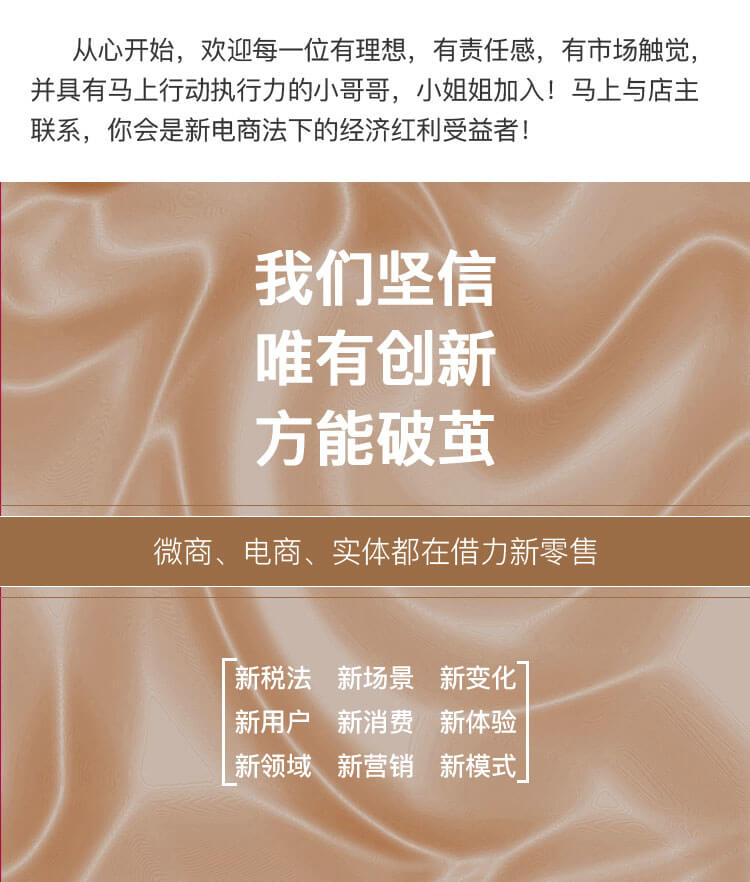 从心开始，欢迎每一位有理想，有责任感，有市场触觉，
并具有马上行动执行力的小哥哥，小姐姐加入！马上与店主
联系，你会是新电商法下的经济红利受益者！
我们坚信
唯有创新
方能破茧
微商、电商、实体都在借力新零售
新税法 新场景 新变化
新用户 新消费 新体验
新领域 新营销 新模式